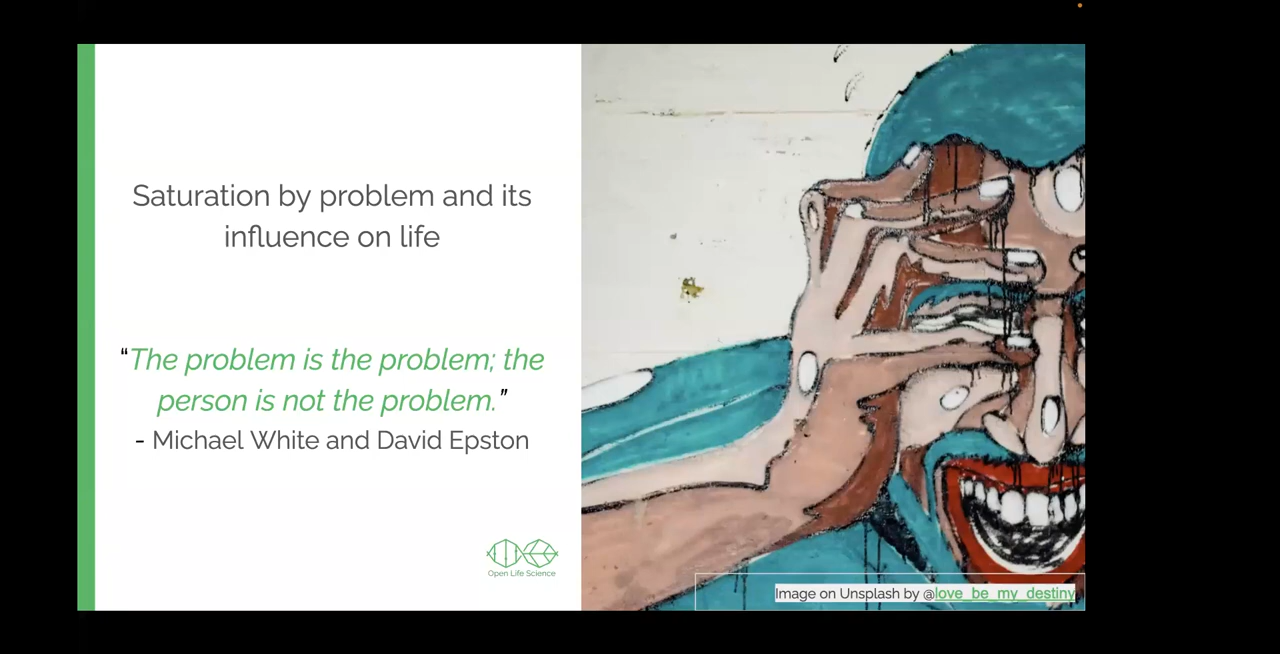 Saturation by problem and its
influence on life
“The problem is the problem; the
person is not the problem.”
- Michael White and David Epston
Open Life Science
Image on Unsplash by @love_be_my_destiny